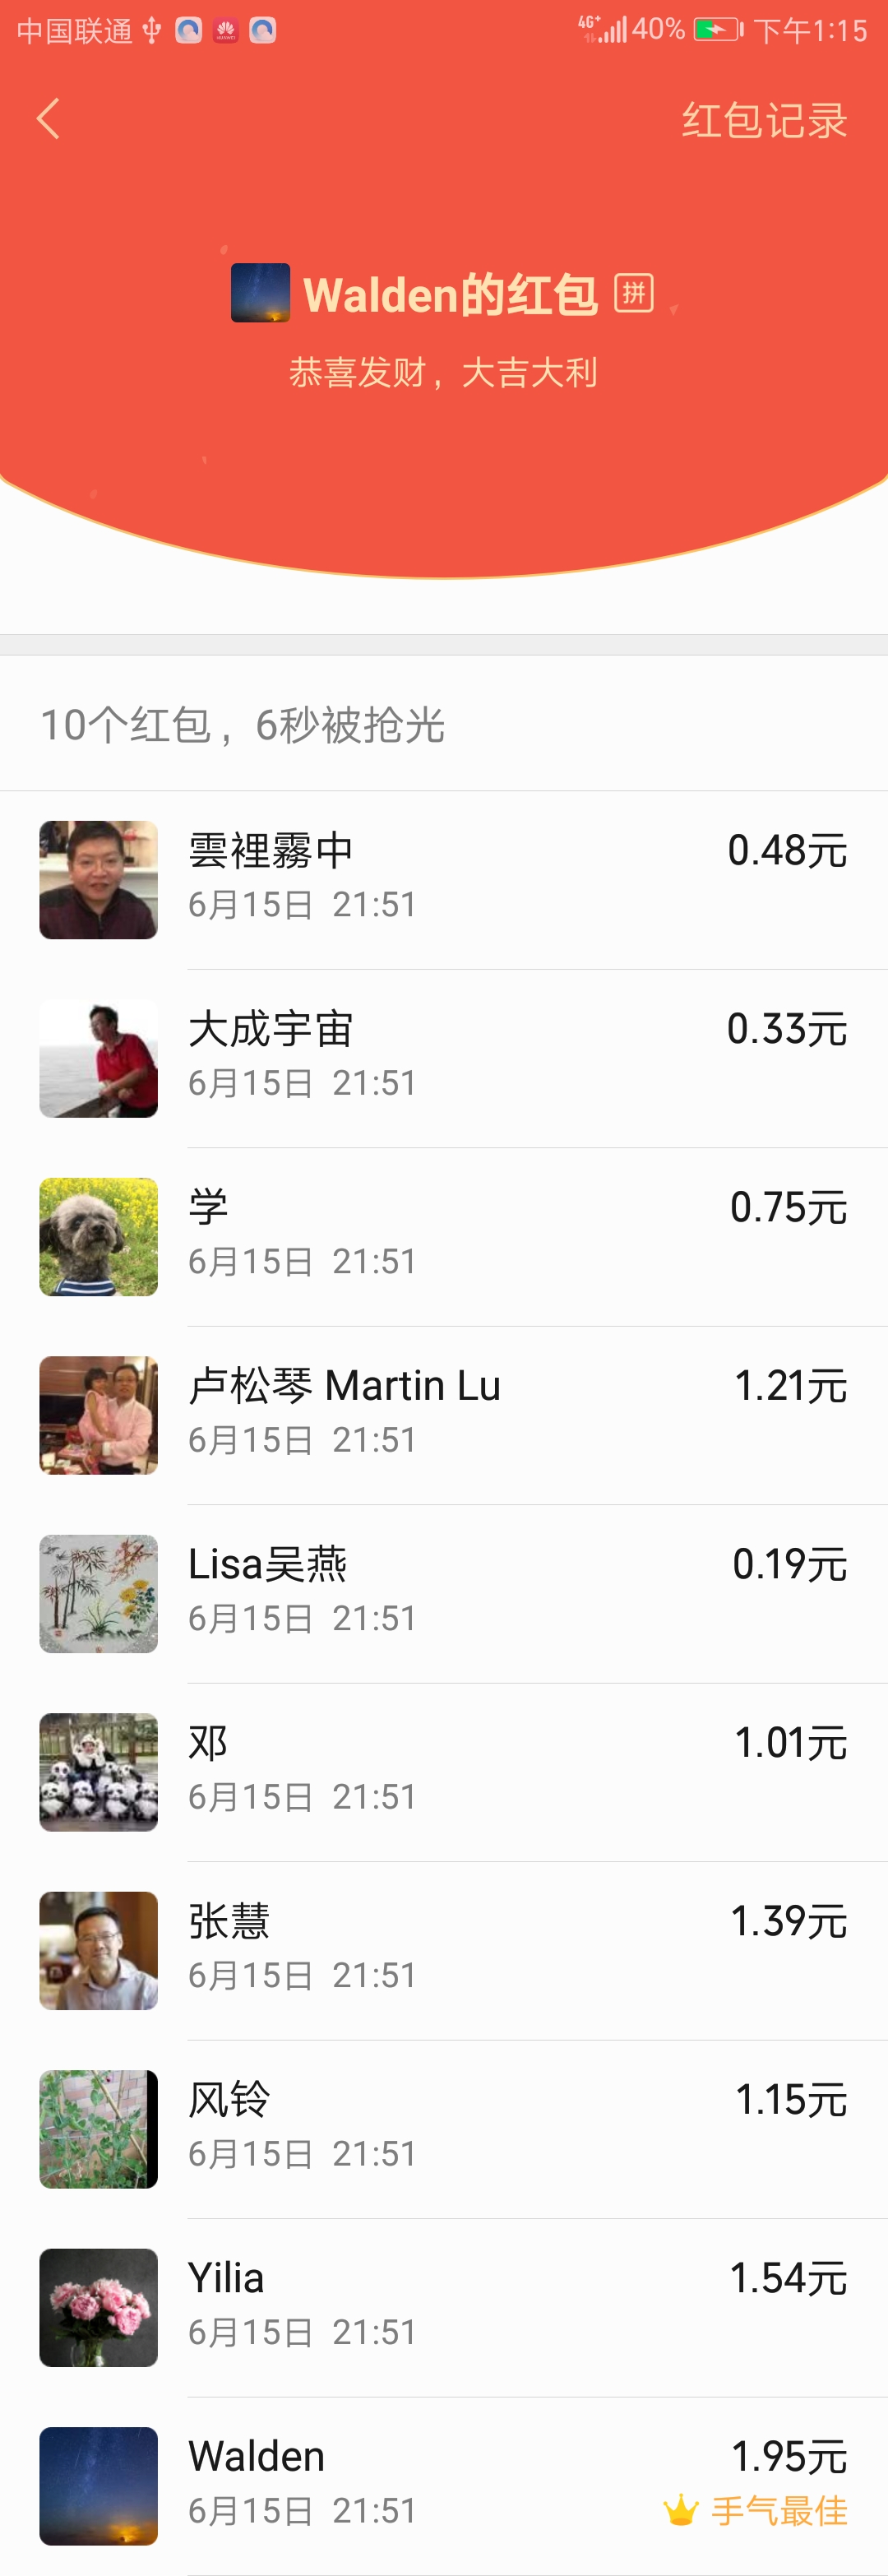 中国联通 4G+ 40% 下午1:15
红包记录
Walden的红包 拼
恭喜发财，大吉大利
10个红包，6秒被抢光
雲裡霧中 0.48元
6月15日 21:51
大成宇宙 0.33元
6月15日 21:51
学 0.75元
6月15日 21:51
卢松琴 Martin Lu 1.21元
6月15日 21:51
Lisa吴燕 0.19元
6月15日 21:51
邓 1.01元
6月15日 21:51
张慧 1.39元
6月15日 21:51
风铃 1.15元
6月15日 21:51
Yilia 1.54元
6月15日 21:51
Walden 1.95元
6月15日 21:51 手气最佳